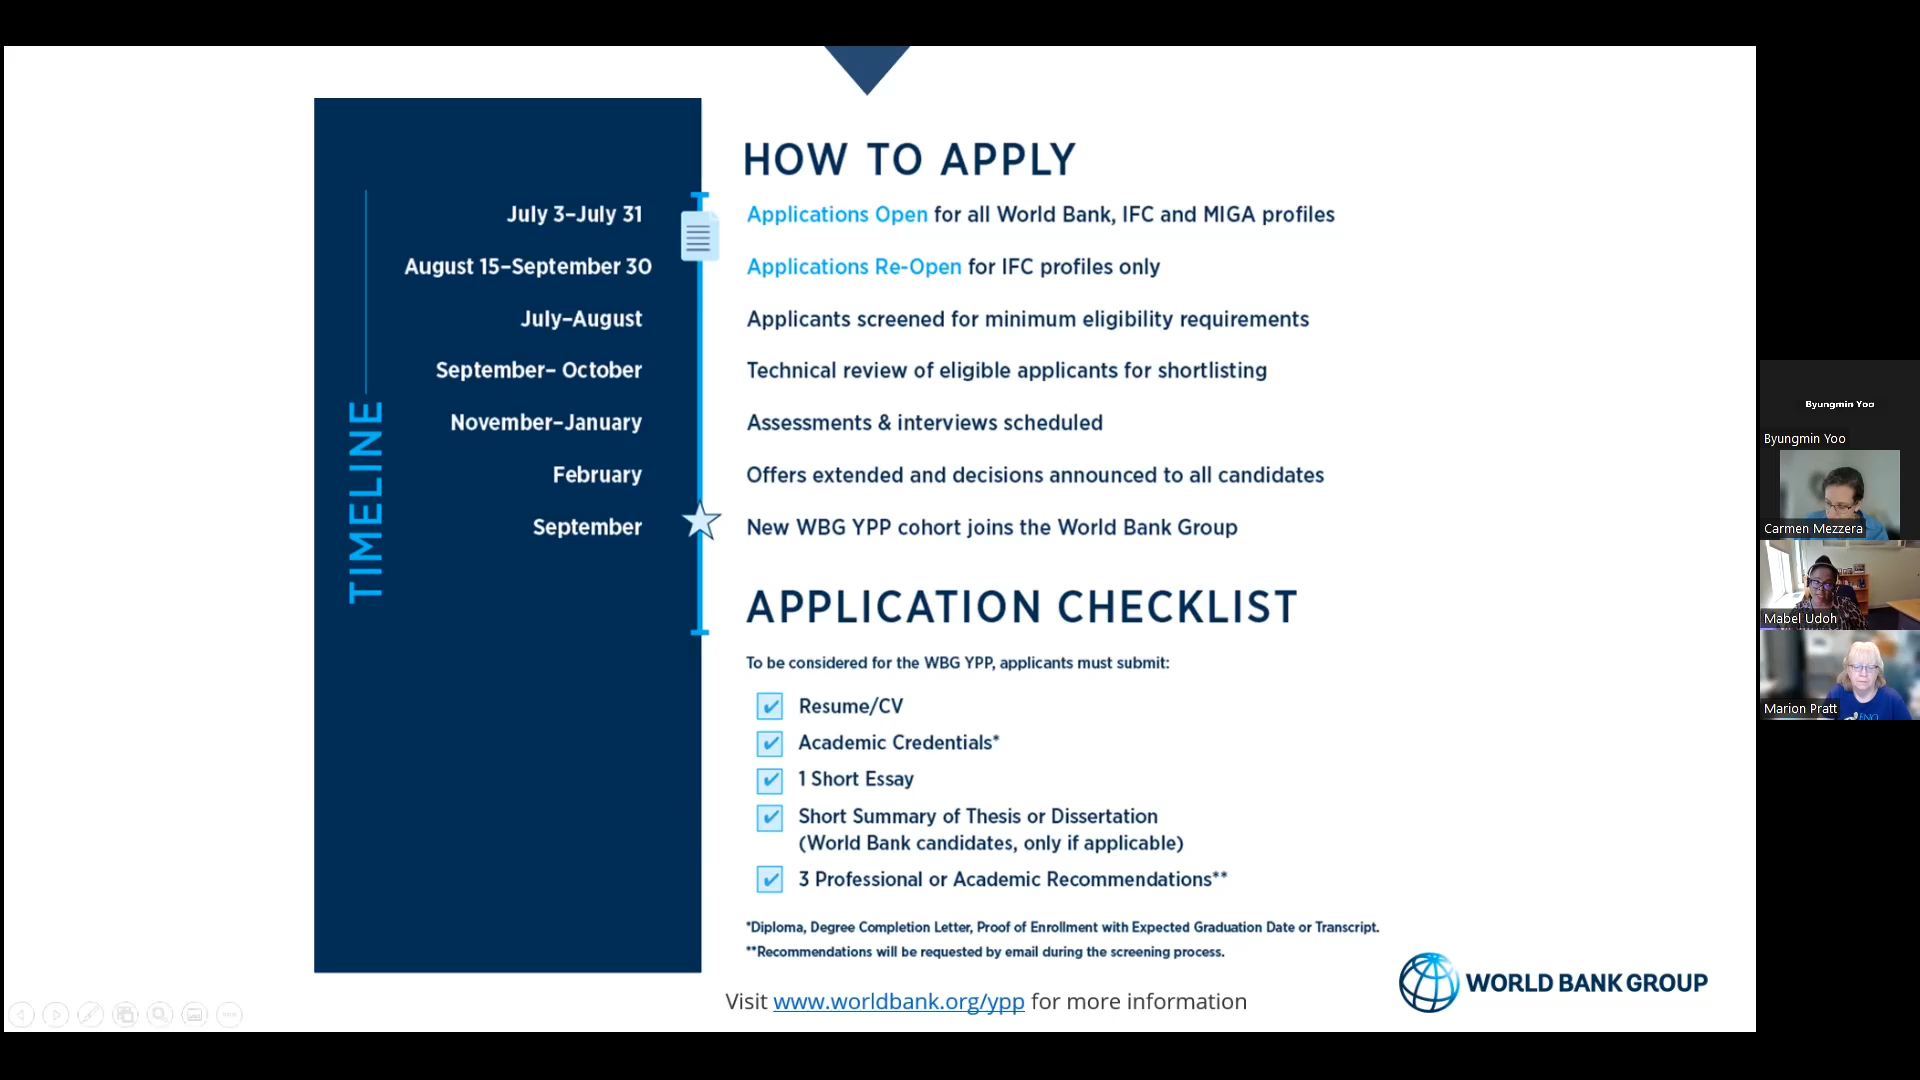 HOW TO APPLY
TIMELINE
July 3–July 31
Applications Open for all World Bank, IFC and MIGA profiles
August 15–September 30
Applications Re-Open for IFC profiles only
July–August
Applicants screened for minimum eligibility requirements
September– October
Technical review of eligible applicants for shortlisting
November–January
Assessments & interviews scheduled
February
Offers extended and decisions announced to all candidates
September
New WBG YPP cohort joins the World Bank Group
APPLICATION CHECKLIST
To be considered for the WBG YPP, applicants must submit:
Resume/CV
Academic Credentials*
1 Short Essay
Short Summary of Thesis or Dissertation
(World Bank candidates, only if applicable)
3 Professional or Academic Recommendations**
*Diploma, Degree Completion Letter, Proof of Enrollment with Expected Graduation Date or Transcript.
**Recommendations will be requested by email during the screening process.
Visit www.worldbank.org/ypp for more information
WORLD BANK GROUP
Byungmin Yoo
Byungmin Yoo
Carmen Mezzera
Mabel Udoh
Marion Pratt